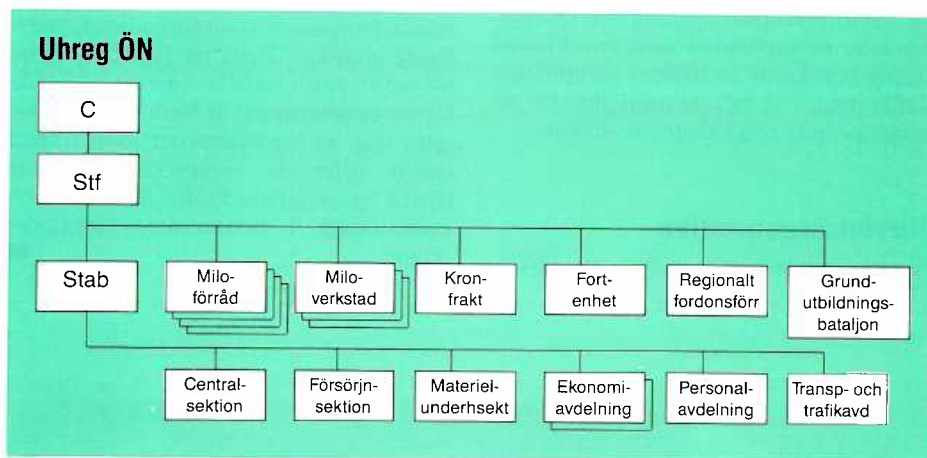 Uhreg ÖN
C
Stf
Stab
Milo-
förråd
Milo-
verkstad
Kron-
frakt
Fort-
enhet
Regionalt
fordonsförr
Grund-
utbildnings-
bataljon
Central-
sektion
Försörjn-
sektion
Materiel-
underhsekt
Ekonomi-
avdelning
Personal-
avdelning
Transp- och
trafikavd